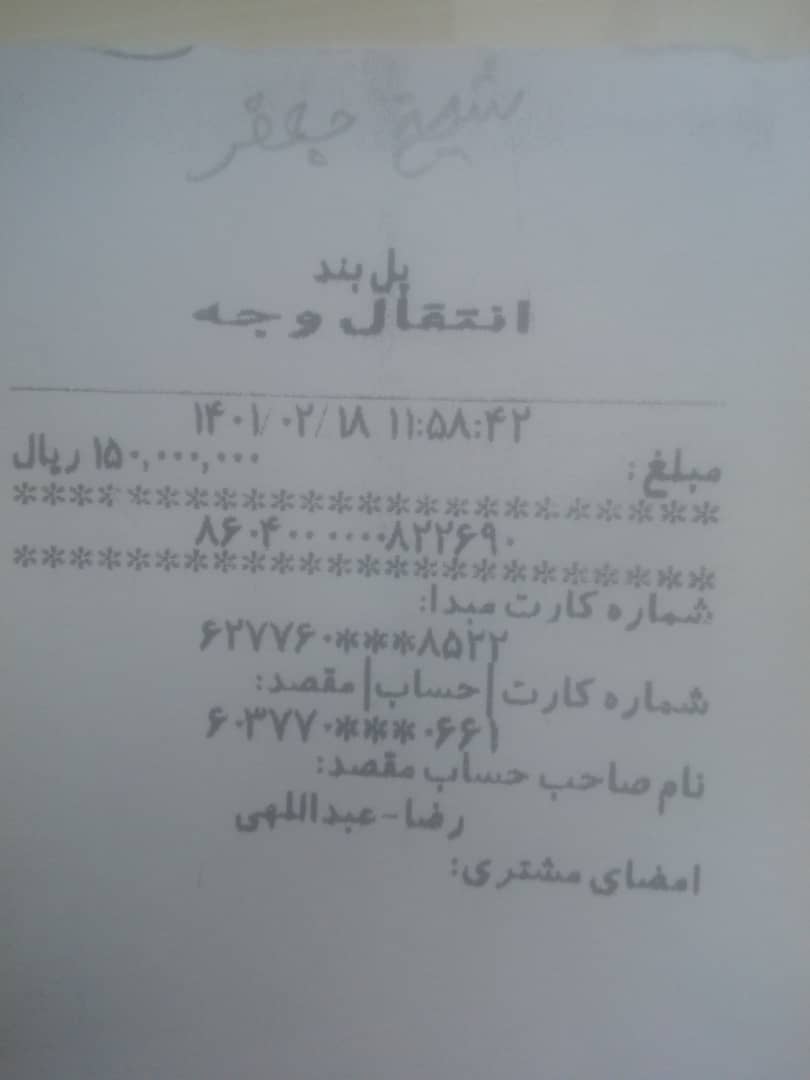 شیخ جعفر
پل بند
انتقال وجه
۱۴۰۱/۰۲/۱۸ ۱۱:۵۸:۴۲
مبلغ: ۱۵۰,۰۰۰,۰۰۰ ریال
*************************
۸۶۰۴۰۰۰۰۰۰۸۲۲۶۹۰
*************************
شماره کارت مبدا:
۶۲۷۷۶۰***۸۵۲۲
شماره کارت|حساب|مقصد:
۶۰۳۷۷۰***۰۶۶۱
نام صاحب حساب مقصد:
رضا-عبداللهی
امضای مشتری: